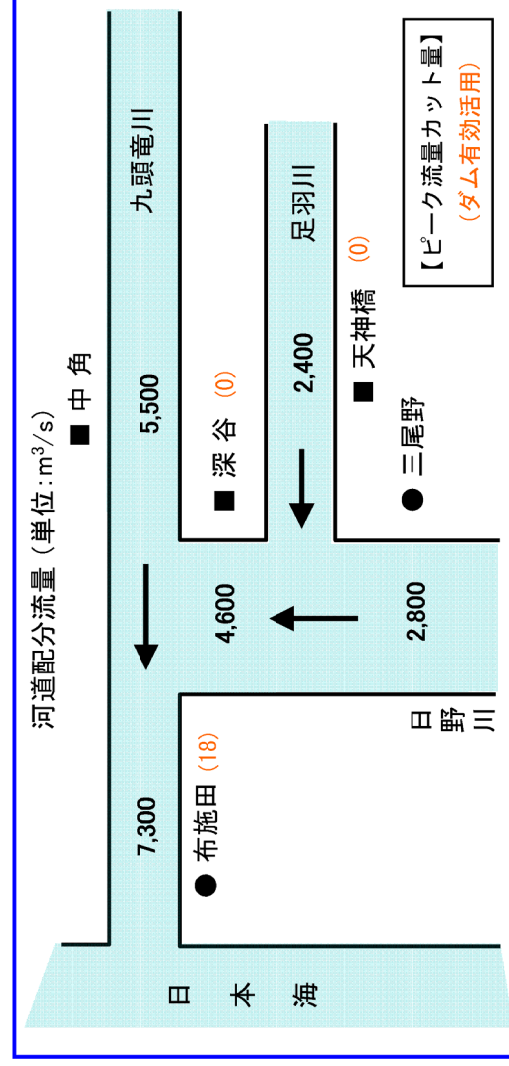 河道配分流量（単位：m³/s）
■ 中 角
九頭竜川
5,500
7,300
● 布施田 (18)
■ 深 谷 (0)
4,600
足羽川
2,400
■ 天神橋 (0)
● 三尾野
2,800
日野川
日本海
【ピーク流量カット量】
（ダム有効活用）